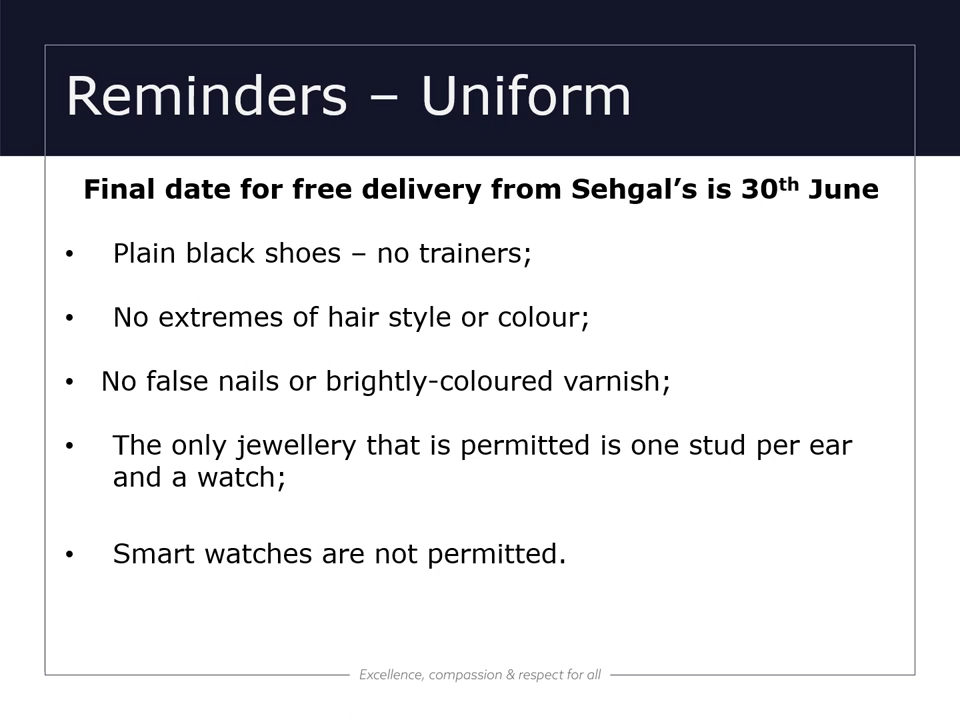 Reminders – Uniform
Final date for free delivery from Sehgal’s is 30th June
• Plain black shoes – no trainers;
• No extremes of hair style or colour;
• No false nails or brightly-coloured varnish;
• The only jewellery that is permitted is one stud per ear
and a watch;
• Smart watches are not permitted.
Excellence, compassion & respect for all